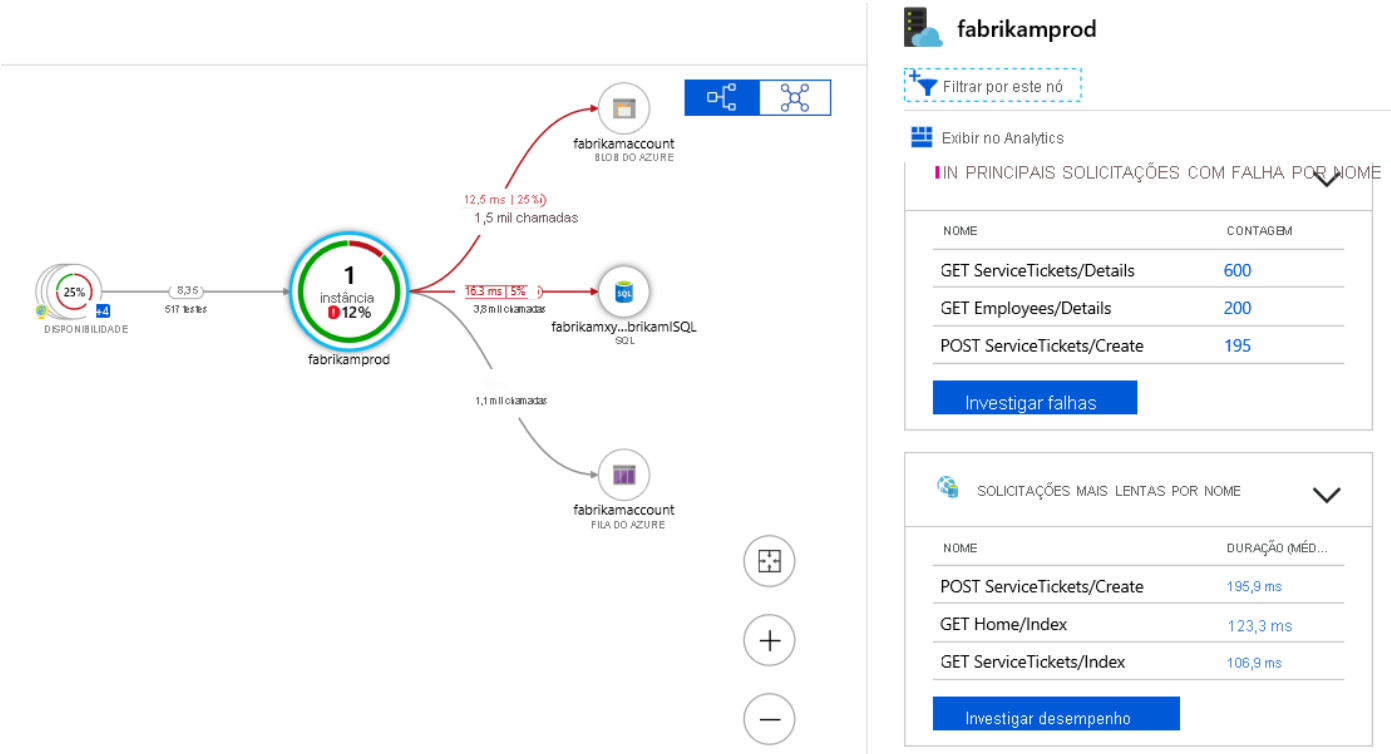 fabrikamaccount
BLOB DO AZURE
12,5 ms | 25%
1,5 mil chamadas
25%
+4
DISPONIBILIDADE
8,35
517 testes
1
instância
12%
fabrikamprod
16.3 ms | 5%
3,8 mil chamadas
SQL
fabrikamxy...brikamlSQL
SQL
1,1 mil chamadas
fabrikamaccount
FILA DO AZURE
fabrikamprod
Filtrar por este nó
Exibir no Analytics
IN PRINCIPAIS SOLICITAÇÕES COM FALHA POR NOME
NOME CONTAGEM
GET ServiceTickets/Details 600
GET Employees/Details 200
POST ServiceTickets/Create 195
Investigar falhas
SOLICITAÇÕES MAIS LENTAS POR NOME
NOME DURAÇÃO (MÉD...
POST ServiceTickets/Create 195,9 ms
GET Home/Index 123,3 ms
GET ServiceTickets/Index 106,9 ms
Investigar desempenho